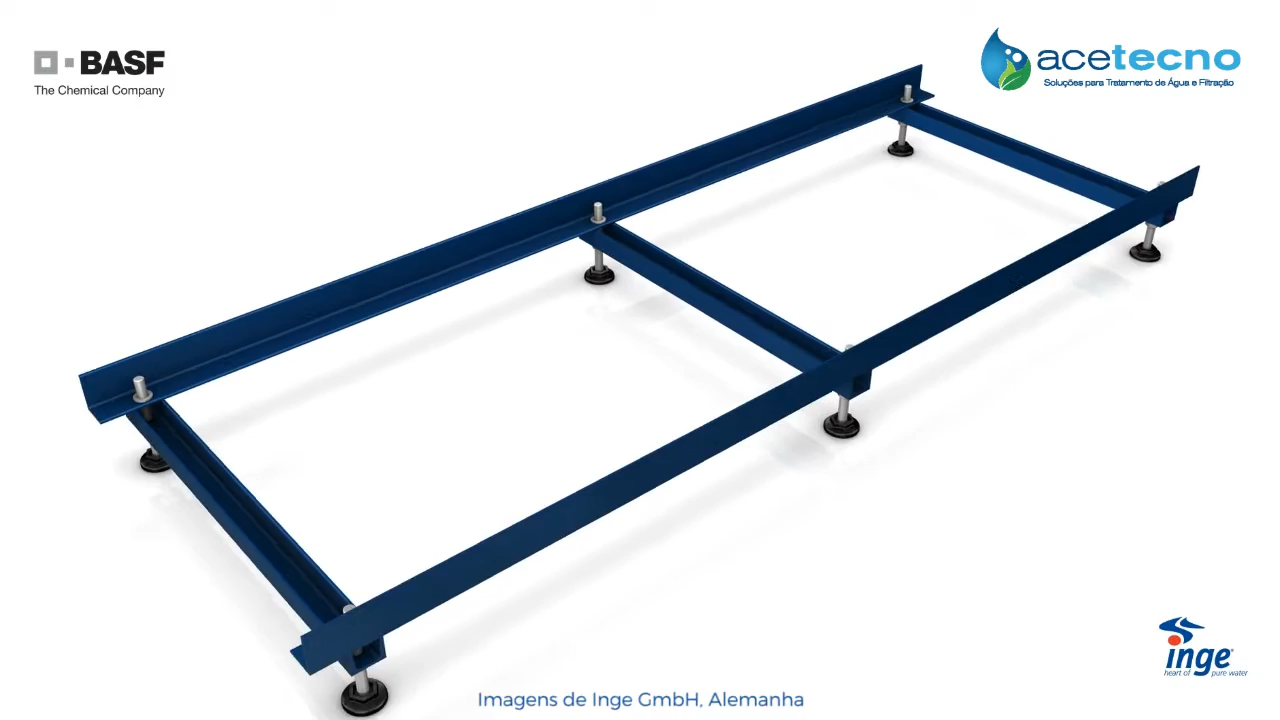 BASF
The Chemical Company
acetecno
Soluções para Tratamento de Água e Filtração
inge®
heart of pure water
Imagens de Inge GmbH, Alemanha